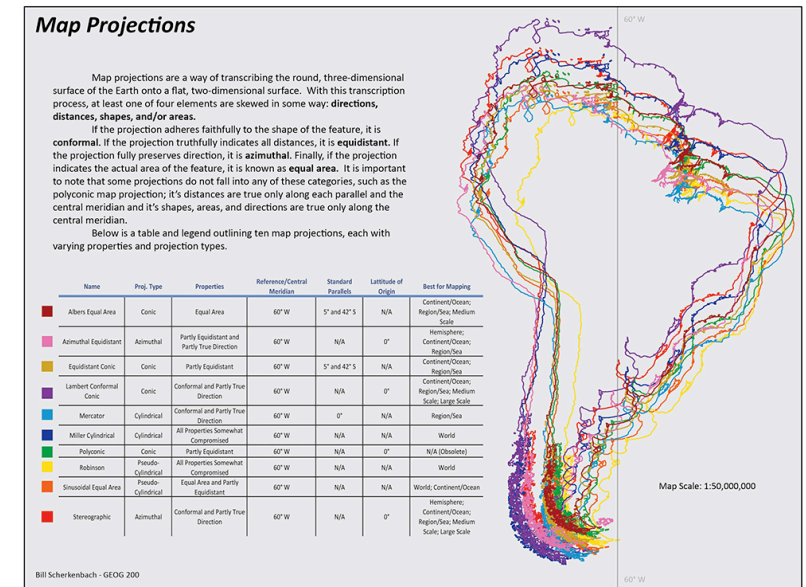 Map Projections
60° W
Map projections are a way of transcribing the round, three-dimensional
surface of the Earth onto a flat, two-dimensional surface. With this transcription
process, at least one of four elements are skewed in some way: directions,
distances, shapes, and/or areas.
If the projection adheres faithfully to the shape of the feature, it is
conformal. If the projection truthfully indicates all distances, it is equidistant. If
the projection fully preserves direction, it is azimuthal. Finally, if the projection
indicates the actual area of the feature, it is known as equal area. It is important
to note that some projections do not fall into any of these categories, such as the
polyconic map projection; it's distances are true only along each parallel and the
central meridian and it's shapes, areas, and directions are true only along the
central meridian.
Below is a table and legend outlining ten map projections, each with
varying properties and projection types.
Name Proj. Type Properties Reference/Central Meridian Standard Parallels Lattitude of Origin Best for Mapping
Albers Equal Area Conic Equal Area 60° W 5° and 42° S N/A Continent/Ocean; Region/Sea; Medium Scale
Azimuthal Equidistant Azimuthal Partly Equidistant and Partly True Direction 60° W N/A 0° Hemisphere; Continent/Ocean; Region/Sea
Equidistant Conic Conic Partly Equidistant 60° W 5° and 42° S N/A Continent/Ocean; Region/Sea
Lambert Conformal Conic Conic Conformal and Partly True Direction 60° W N/A 0° Continent/Ocean; Region/Sea; Medium Scale; Large Scale
Mercator Cylindrical Conformal and Partly True Direction 60° W 0° N/A Region/Sea
Miller Cylindrical Cylindrical All Properties Somewhat Compromised 60° W N/A N/A World
Polyconic Conic Partly Equidistant 60° W N/A 0° N/A (Obsolete)
Robinson Pseudo-Cylindrical All Properties Somewhat Compromised 60° W N/A N/A World
Sinusoidal Equal Area Pseudo-Cylindrical Equal Area and Partly Equidistant 60° W N/A N/A World; Continent/Ocean
Stereographic Azimuthal Conformal and Partly True Direction 60° W N/A 0° Hemisphere; Continent/Ocean; Region/Sea; Medium Scale; Large Scale
Map Scale: 1:50,000,000
Bill Scherkenbach - GEOG 200
60° W